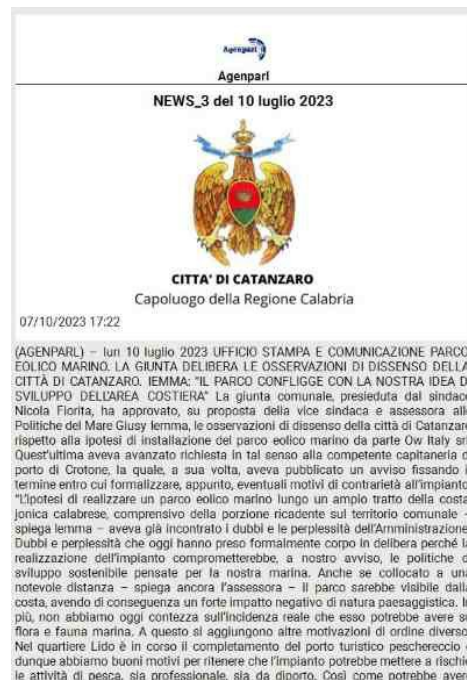 Agenparl
Agenparl
NEWS_3 del 10 luglio 2023
CITTA' DI CATANZARO
Capoluogo della Regione Calabria
07/10/2023 17:22
(AGENPARL) – lun 10 luglio 2023 UFFICIO STAMPA E COMUNICAZIONE PARCO
EOLICO MARINO. LA GIUNTA DELIBERA LE OSSERVAZIONI DI DISSENSO DELLA
CITTÀ DI CATANZARO. IEMMA: "IL PARCO CONFLIGGE CON LA NOSTRA IDEA D
SVILUPPO DELL'AREA COSTIERA" La giunta comunale, presieduta dal sindaco
Nicola Fiorita, ha approvato, su proposta della vice sindaca e assessora all
Politiche del Mare Giusy Iemma, le osservazioni di dissenso della città di Catanzaro
rispetto alla ipotesi di installazione del parco eolico marino da parte Ow Italy srl
Quest'ultima aveva avanzato richiesta in tal senso alla competente capitaneria d
porto di Crotone, la quale, a sua volta, aveva pubblicato un avviso fissando i
termine entro cui formalizzare, appunto, eventuali motivi di contrarietà all'impianto
"L'ipotesi di realizzare un parco eolico marino lungo un ampio tratto della costa
jonica calabrese, comprensivo della porzione ricadente sul territorio comunale –
spiega Iemma – aveva già incontrato i dubbi e le perplessità dell'Amministrazione
Dubbi e perplessità che oggi hanno preso formalmente corpo in delibera perché la
realizzazione dell'impianto comprometterebbe, a nostro avviso, le politiche d
sviluppo sostenibile pensate per la nostra marina. Anche se collocato a una
notevole distanza – spiega ancora l'assessora – Il parco sarebbe visibile dalla
costa, avendo di conseguenza un forte impatto negativo di natura paesaggistica. I
più, non abbiamo oggi contezza sull'incidenza reale che esso potrebbe avere su
flora e fauna marina. A questo si aggiungono altre motivazioni di ordine diverso
Nel quartiere Lido è in corso il completamento del porto turistico peschereccio e
dunque abbiamo buoni motivi per ritenere che l'impianto potrebbe mettere a rischio
le attività di pesca, sia professionale, sia da diporto. Così come potrebbe aver